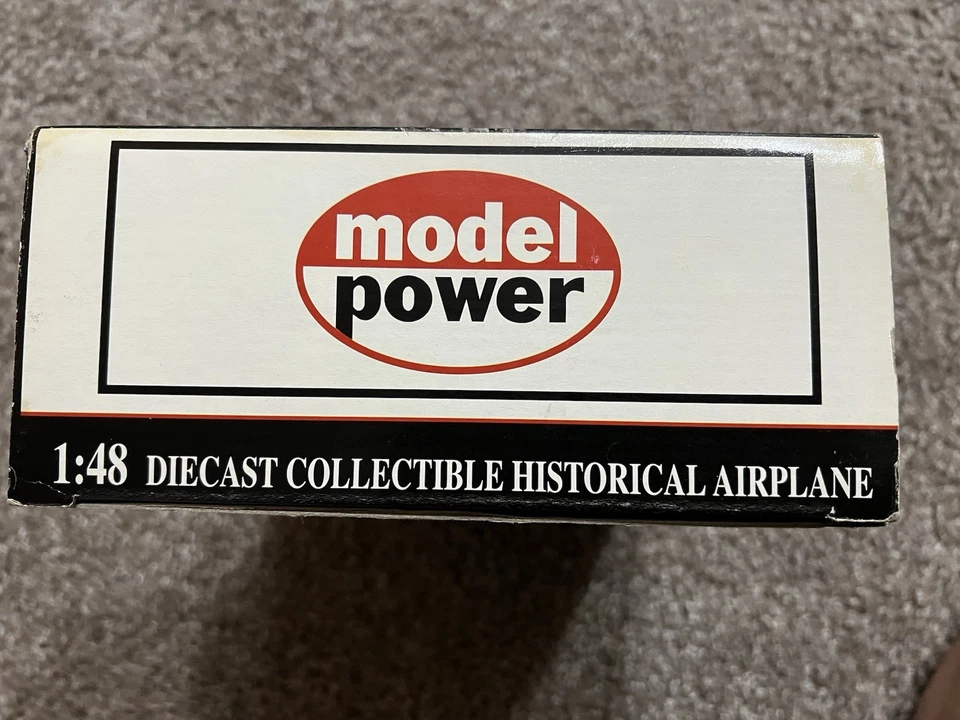 model
power
1:48 DIECAST COLLECTIBLE HISTORICAL AIRPLANE